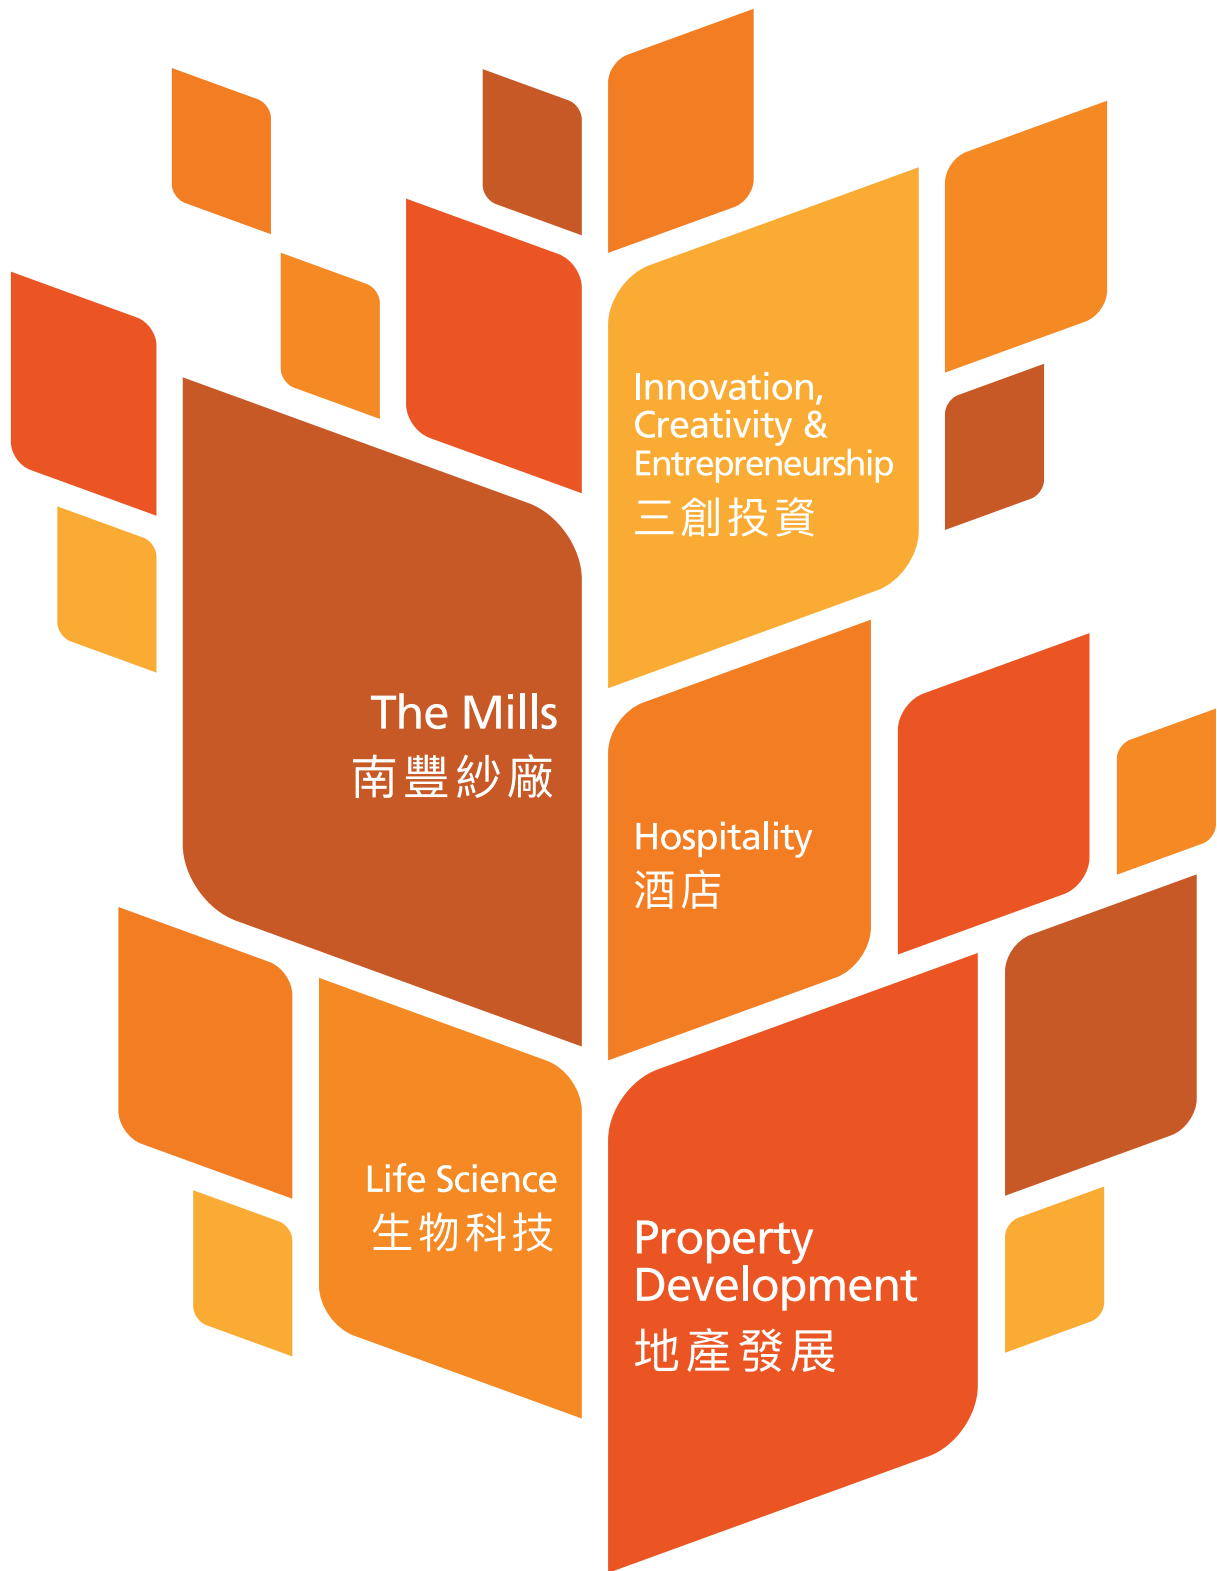 Innovation,
Creativity &
Entrepreneurship
三創投資
The Mills
南豐紗廠
Hospitality
酒店
Life Science
生物科技
Property
Development
地產發展